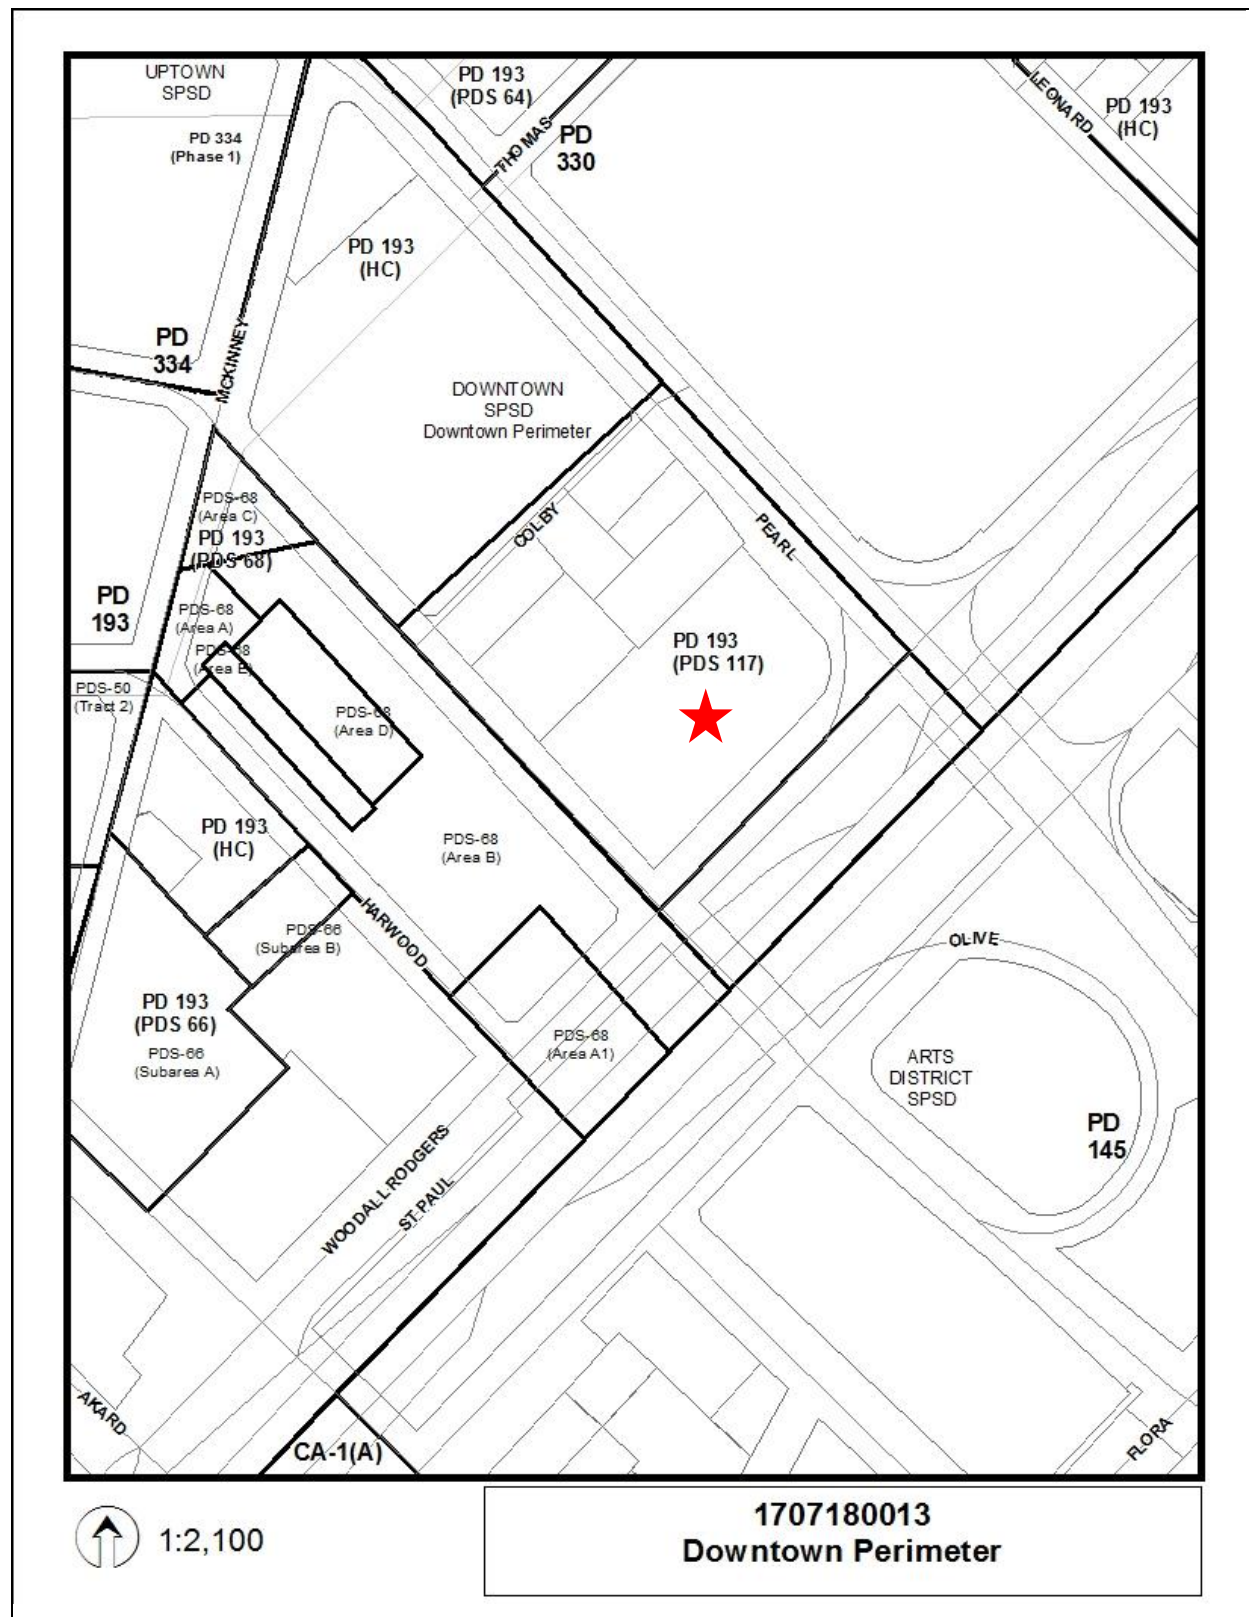 UPTOWN
SPSD
PD 334
(Phase 1)
PD 193
(PDS 64)
THOMAS
PD
330
LEONARD
PD 193
(HC)
PD 193
(HC)
PD
334
MCKINNEY
DOWNTOWN
SPSD
Downtown Perimeter
PDS-68
(Area C)
PD 193
(PDS 68)
COLBY
PEARL
PD
193
PDS-68
(Area A)
PDS-68
(Area E)
PD 193
(PDS 117)
PDS-50
(Tract 2)
PDS-68
(Area D)
PD 193
(HC)
PDS-68
(Area B)
HARWOOD
PDS-66
(Subarea B)
OLIVE
PD 193
(PDS 66)
PDS-66
(Subarea A)
PDS-68
(Area A1)
ARTS
DISTRICT
SPSD
PD
145
WOODALL RODGERS
ST PAUL
AKARD
CA-1(A)
FLORA
1:2,100
1707180013
Downtown Perimeter